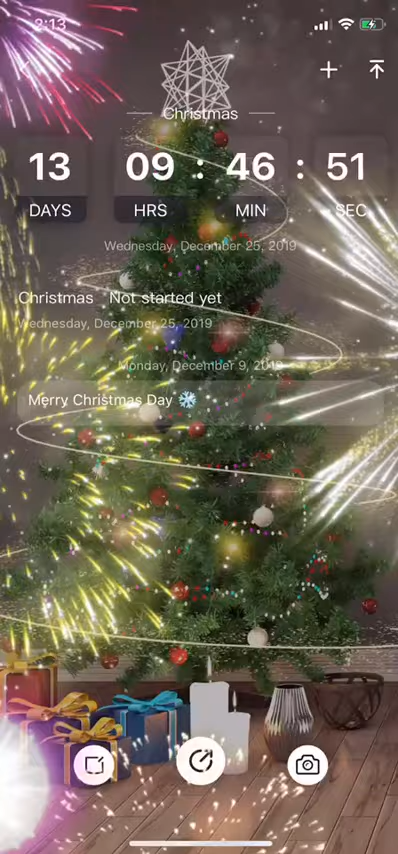 2:13
Christmas
13 09 : 46 : 51
DAYS HRS MIN SEC
Wednesday, December 25, 2019
Christmas Not started yet
Wednesday, December 25, 2019
Monday, December 9, 2019
Merry Christmas Day